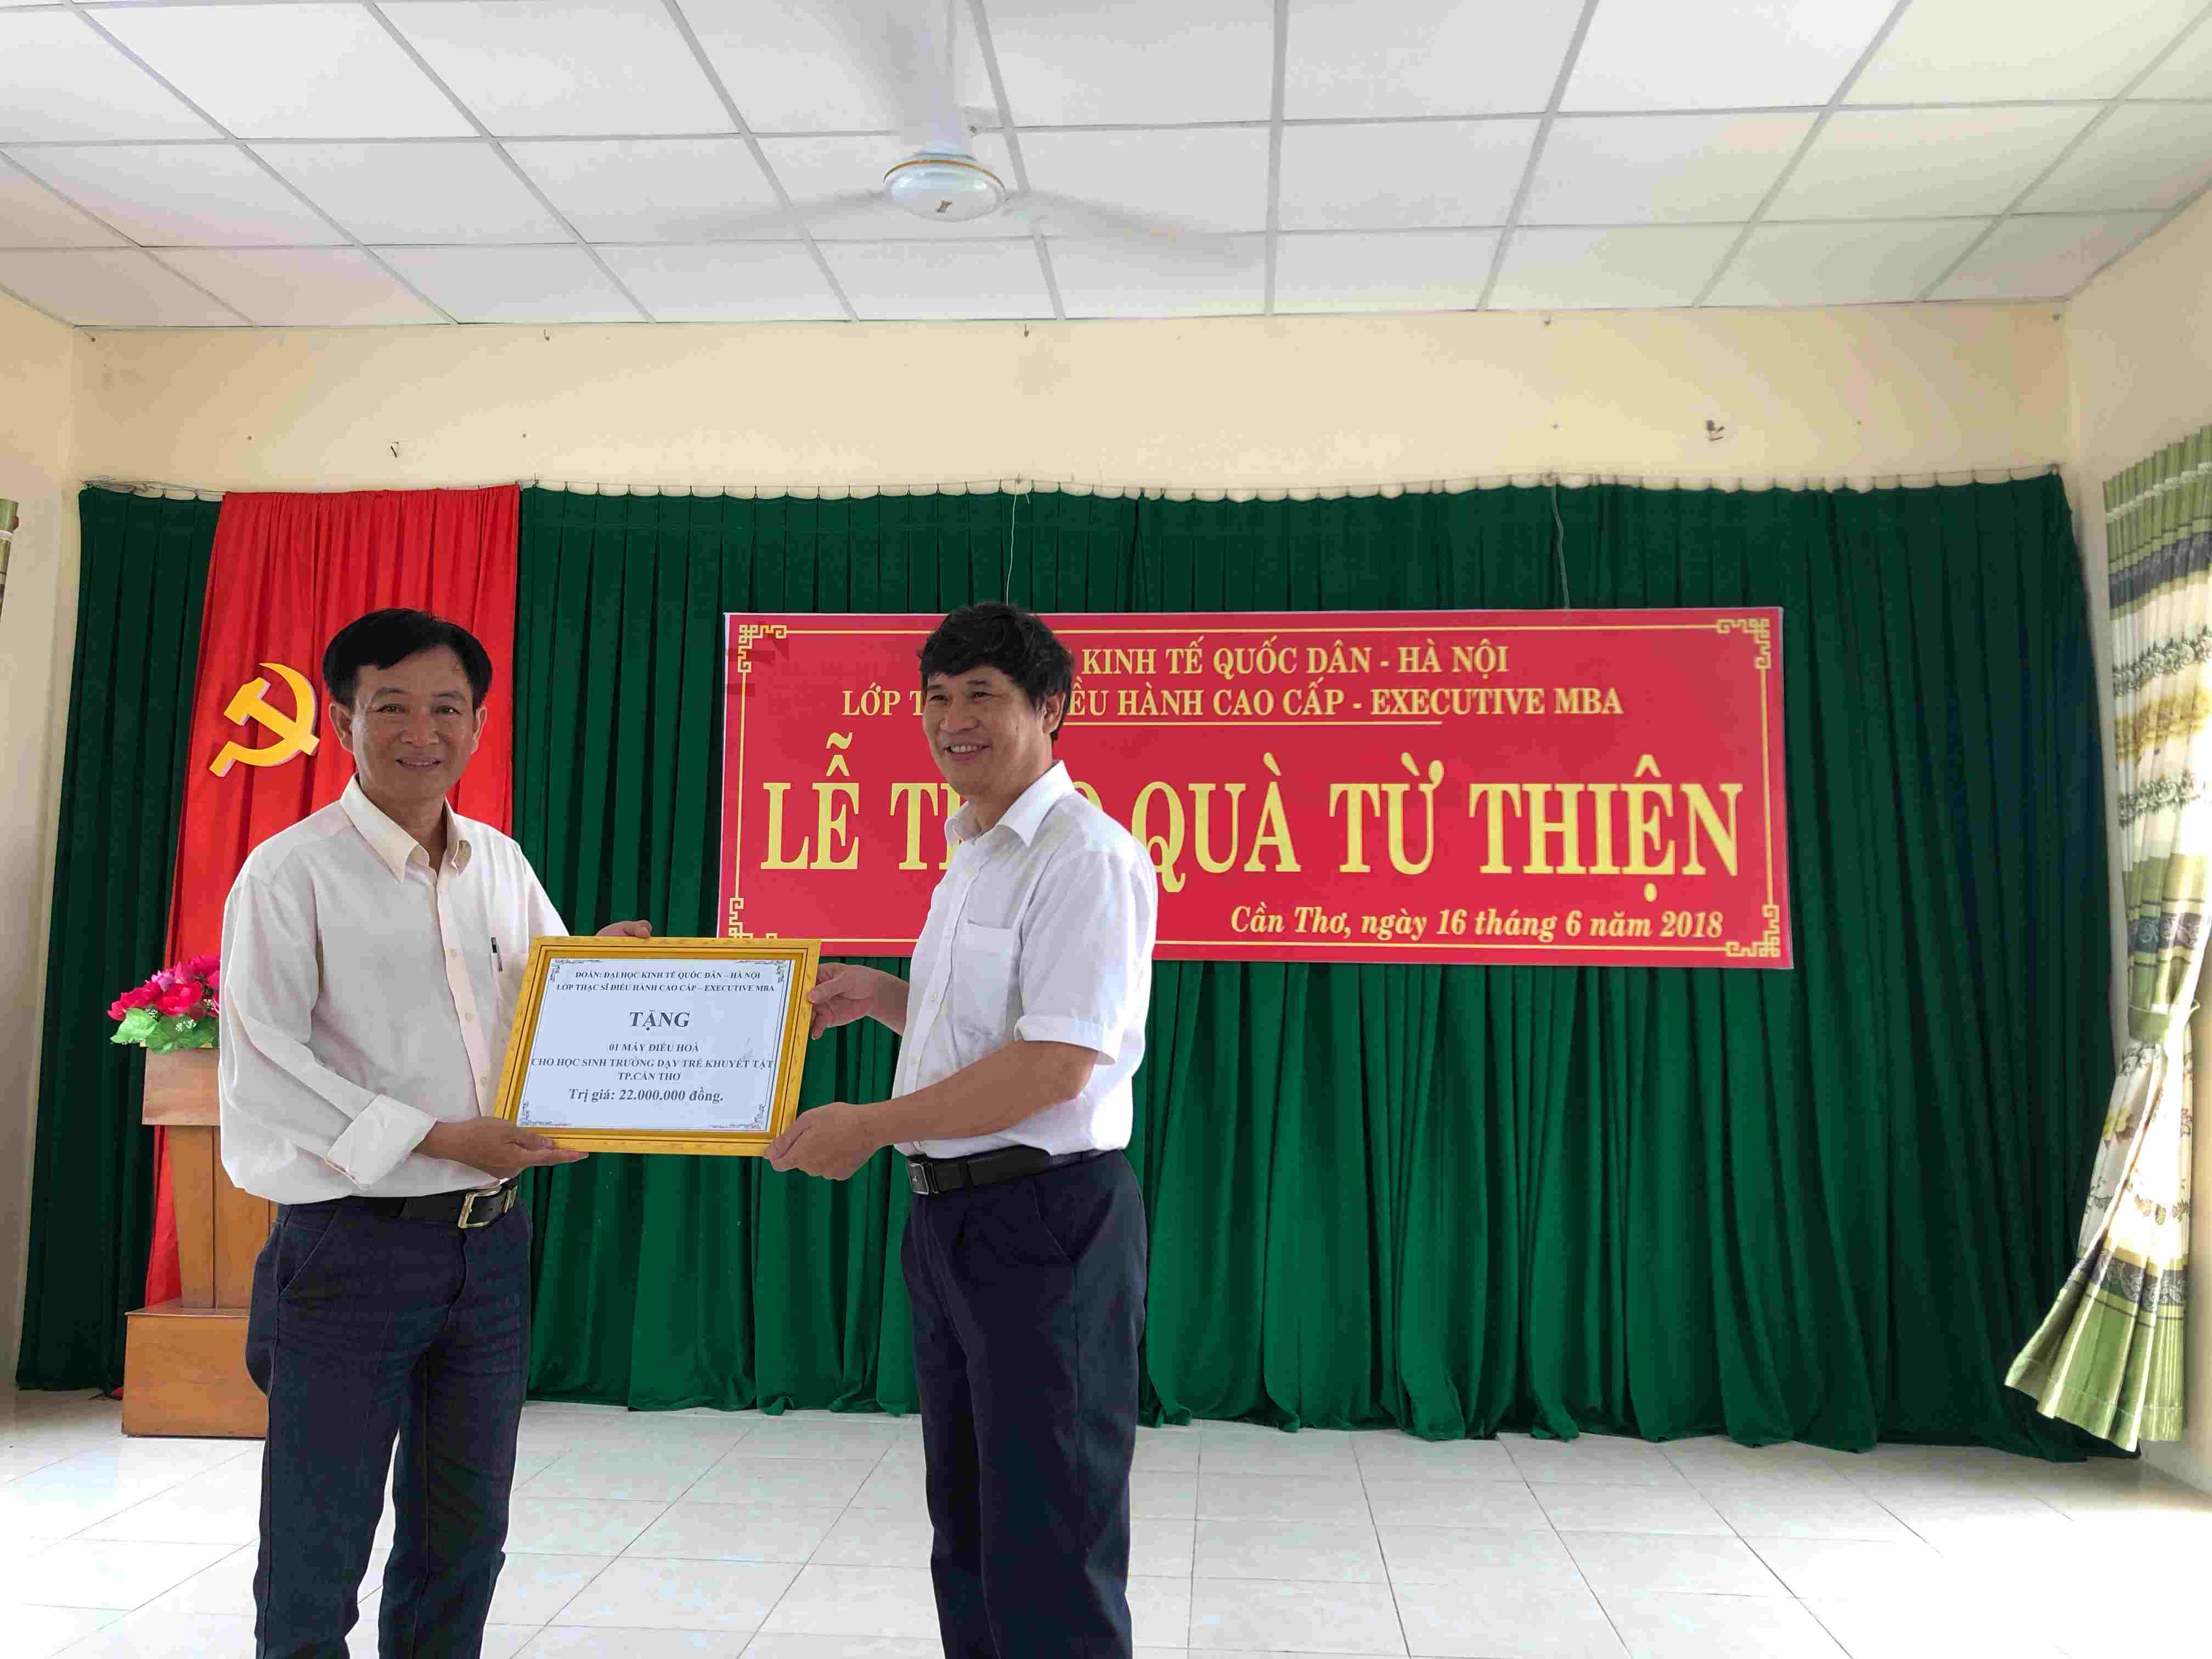 KINH TẾ QUỐC DÂN - HÀ NỘI
LỚP HÀNH CAO CẤP - EXECUTIVE MBA
LỄ QUÀ TỪ THIỆN
Cần Thơ, ngày 16 tháng 6 năm 2018
ĐOÀN: ĐẠI HỌC KINH TẾ QUỐC DÂN – HÀ NỘI
LỚP THẠC SĨ ĐIỀU HÀNH CAO CẤP – EXECUTIVE MBA
TẶNG
01 MÁY ĐIỀU HOÀ
CHO HỌC SINH TRƯỜNG DẠY TRẺ KHUYẾT TẬT
TP.CẦN THƠ
Trị giá: 22.000.000 đồng.